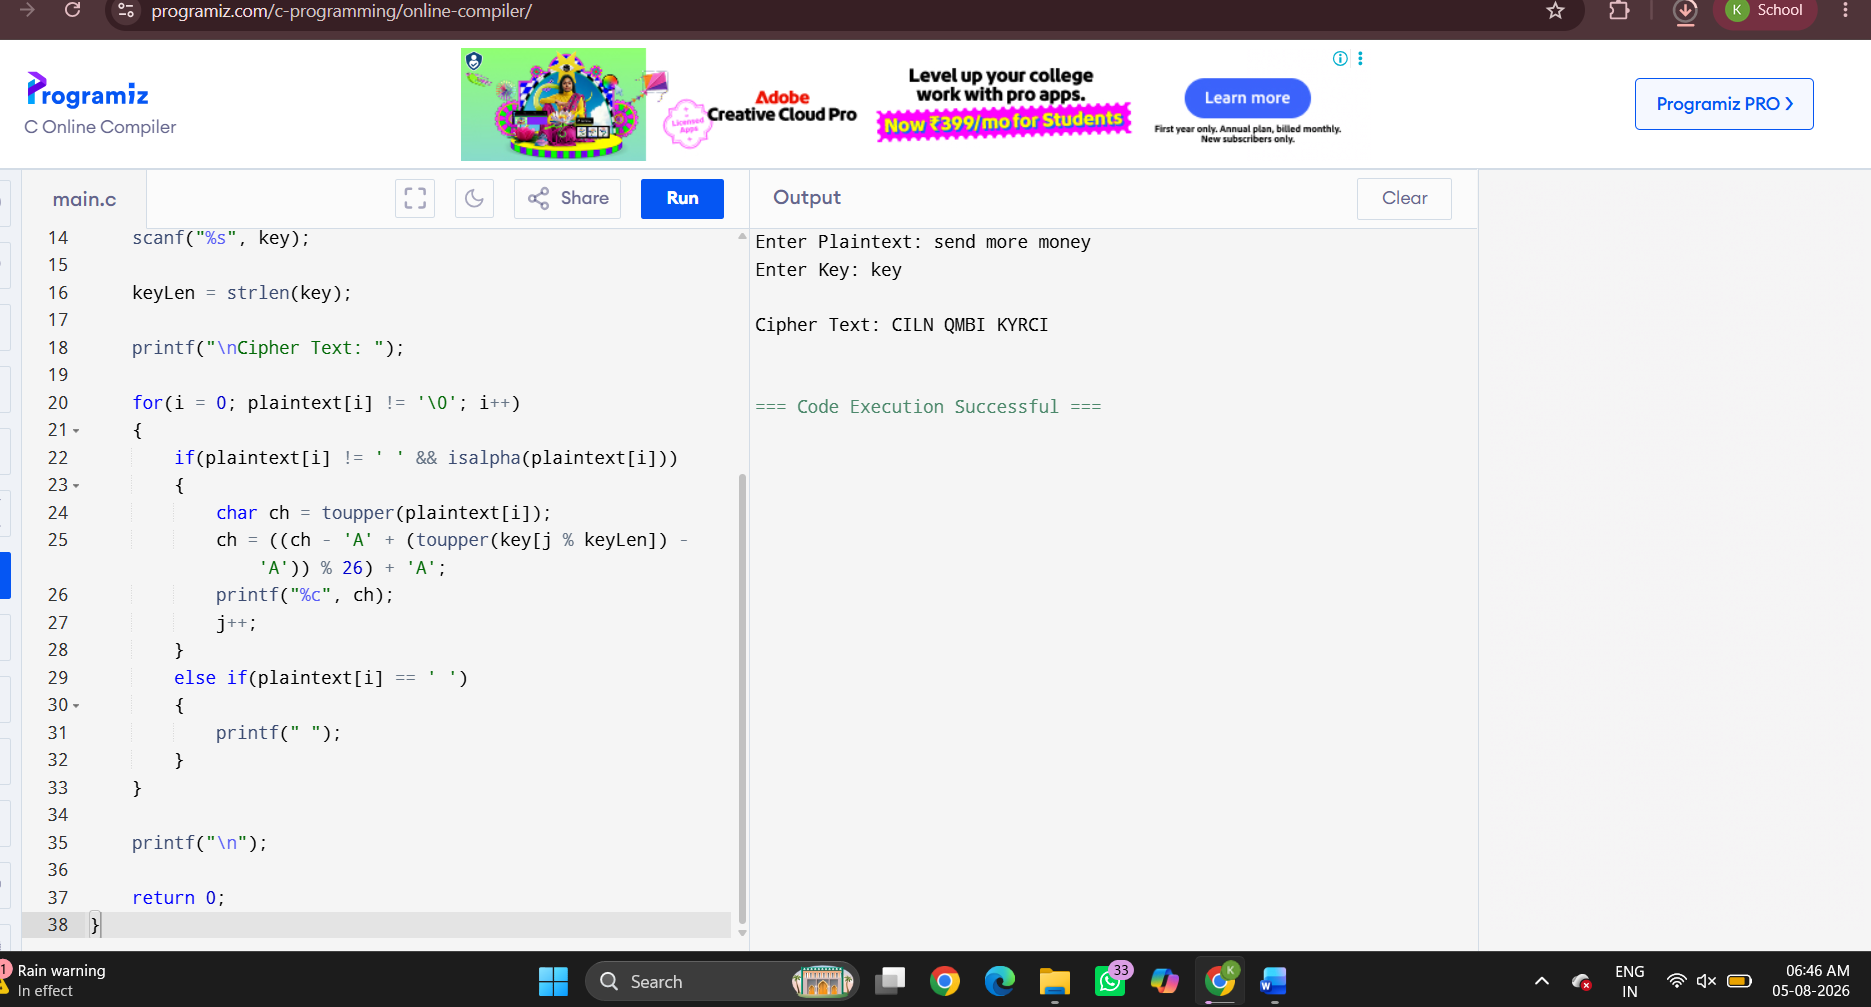 programiz.com/c-programming/online-compiler/
K School
Programiz
C Online Compiler
Licensed Apps
Adobe
Creative Cloud Pro
Level up your college
work with pro apps.
Now ₹399/mo for Students
Learn more
First year only. Annual plan, billed monthly.
New subscribers only.
Programiz PRO
main.c
Share
Run
Output
Clear
14 scanf("%s", key);
15
16 keyLen = strlen(key);
17
18 printf("\nCipher Text: ");
19
20 for(i = 0; plaintext[i] != '\0'; i++)
21 {
22 if(plaintext[i] != ' ' && isalpha(plaintext[i]))
23 {
24 char ch = toupper(plaintext[i]);
25 ch = ((ch - 'A' + (toupper(key[j % keyLen]) -
'A')) % 26) + 'A';
26 printf("%c", ch);
27 j++;
28 }
29 else if(plaintext[i] == ' ')
30 {
31 printf(" ");
32 }
33 }
34
35 printf("\n");
36
37 return 0;
38 }
Enter Plaintext: send more money
Enter Key: key
Cipher Text: CILN QMBI KYRCI
=== Code Execution Successful ===
1
Rain warning
In effect
Search
33
K
W
ENG
IN
06:46 AM
05-08-2026